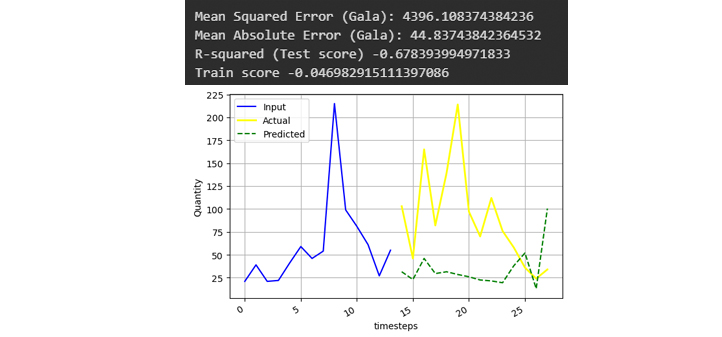 Mean Squared Error (Gala): 4396.108374384236
Mean Absolute Error (Gala): 44.83743842364532
R-squared (Test score) -0.678393994971833
Train score -0.046982915111397086
225
200
175
150
125
100
75
50
25
Quantity
Input
Actual
Predicted
0
5
10
15
20
25
timesteps